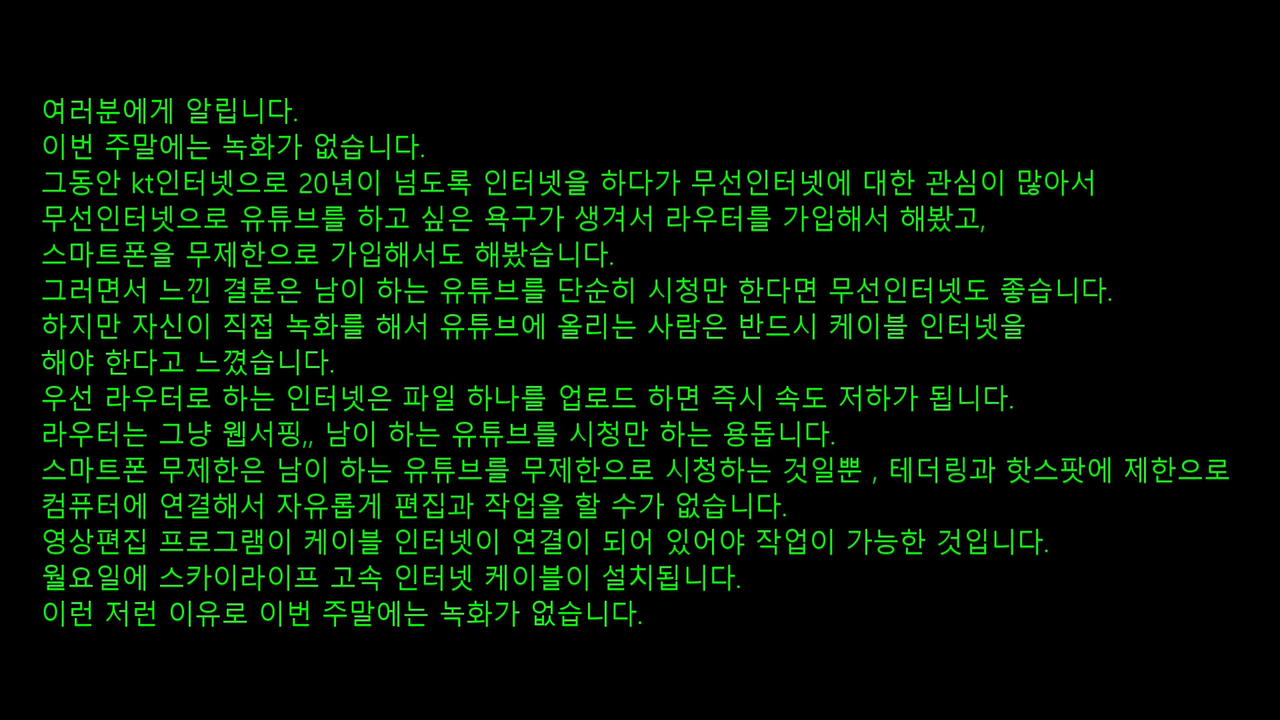 여러분에게 알립니다.
이번 주말에는 녹화가 없습니다.
그동안 kt인터넷으로 20년이 넘도록 인터넷을 하다가 무선인터넷에 대한 관심이 많아서
무선인터넷으로 유튜브를 하고 싶은 욕구가 생겨서 라우터를 가입해서 해봤고,
스마트폰을 무제한으로 가입해서도 해봤습니다.
그러면서 느낀 결론은 남이 하는 유튜브를 단순히 시청만 한다면 무선인터넷도 좋습니다.
하지만 자신이 직접 녹화를 해서 유튜브에 올리는 사람은 반드시 케이블 인터넷을
해야 한다고 느꼈습니다.
우선 라우터로 하는 인터넷은 파일 하나를 업로드 하면 즉시 속도 저하가 됩니다.
라우터는 그냥 웹서핑,, 남이 하는 유튜브를 시청만 하는 용돕니다.
스마트폰 무제한은 남이 하는 유튜브를 무제한으로 시청하는 것일뿐 , 테더링과 핫스팟에 제한으로
컴퓨터에 연결해서 자유롭게 편집과 작업을 할 수가 없습니다.
영상편집 프로그램이 케이블 인터넷이 연결이 되어 있어야 작업이 가능한 것입니다.
월요일에 스카이라이프 고속 인터넷 케이블이 설치됩니다.
이런 저런 이유로 이번 주말에는 녹화가 없습니다.